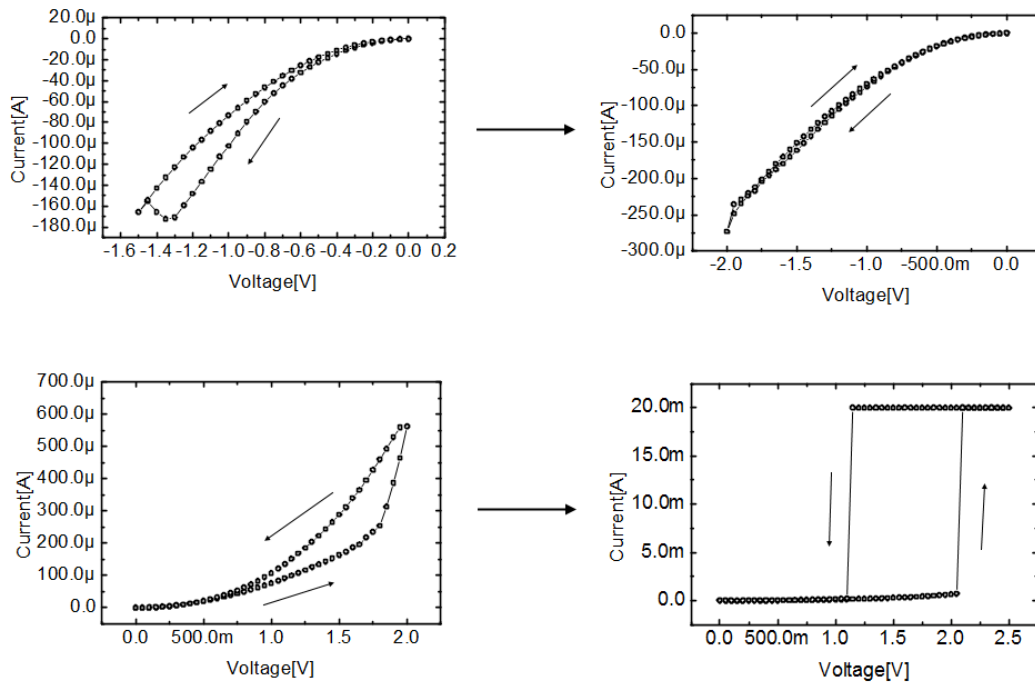 20.0µ
0.0
-20.0µ
-40.0µ
-60.0µ
-80.0µ
-100.0µ
-120.0µ
-140.0µ
-160.0µ
-180.0µ
Current[A]
-1.6 -1.4 -1.2 -1.0 -0.8 -0.6 -0.4 -0.2 0.0 0.2
Voltage[V]
0.0
-50.0µ
-100.0µ
-150.0µ
-200.0µ
-250.0µ
-300.0µ
Current[A]
-2.0 -1.5 -1.0 -500.0m 0.0
Voltage[V]
700.0µ
600.0µ
500.0µ
400.0µ
300.0µ
200.0µ
100.0µ
0.0
Current[A]
0.0 500.0m 1.0 1.5 2.0
Voltage[V]
20.0m
15.0m
10.0m
5.0m
0.0
Current[A]
0.0 500.0m 1.0 1.5 2.0 2.5
Voltage[V]